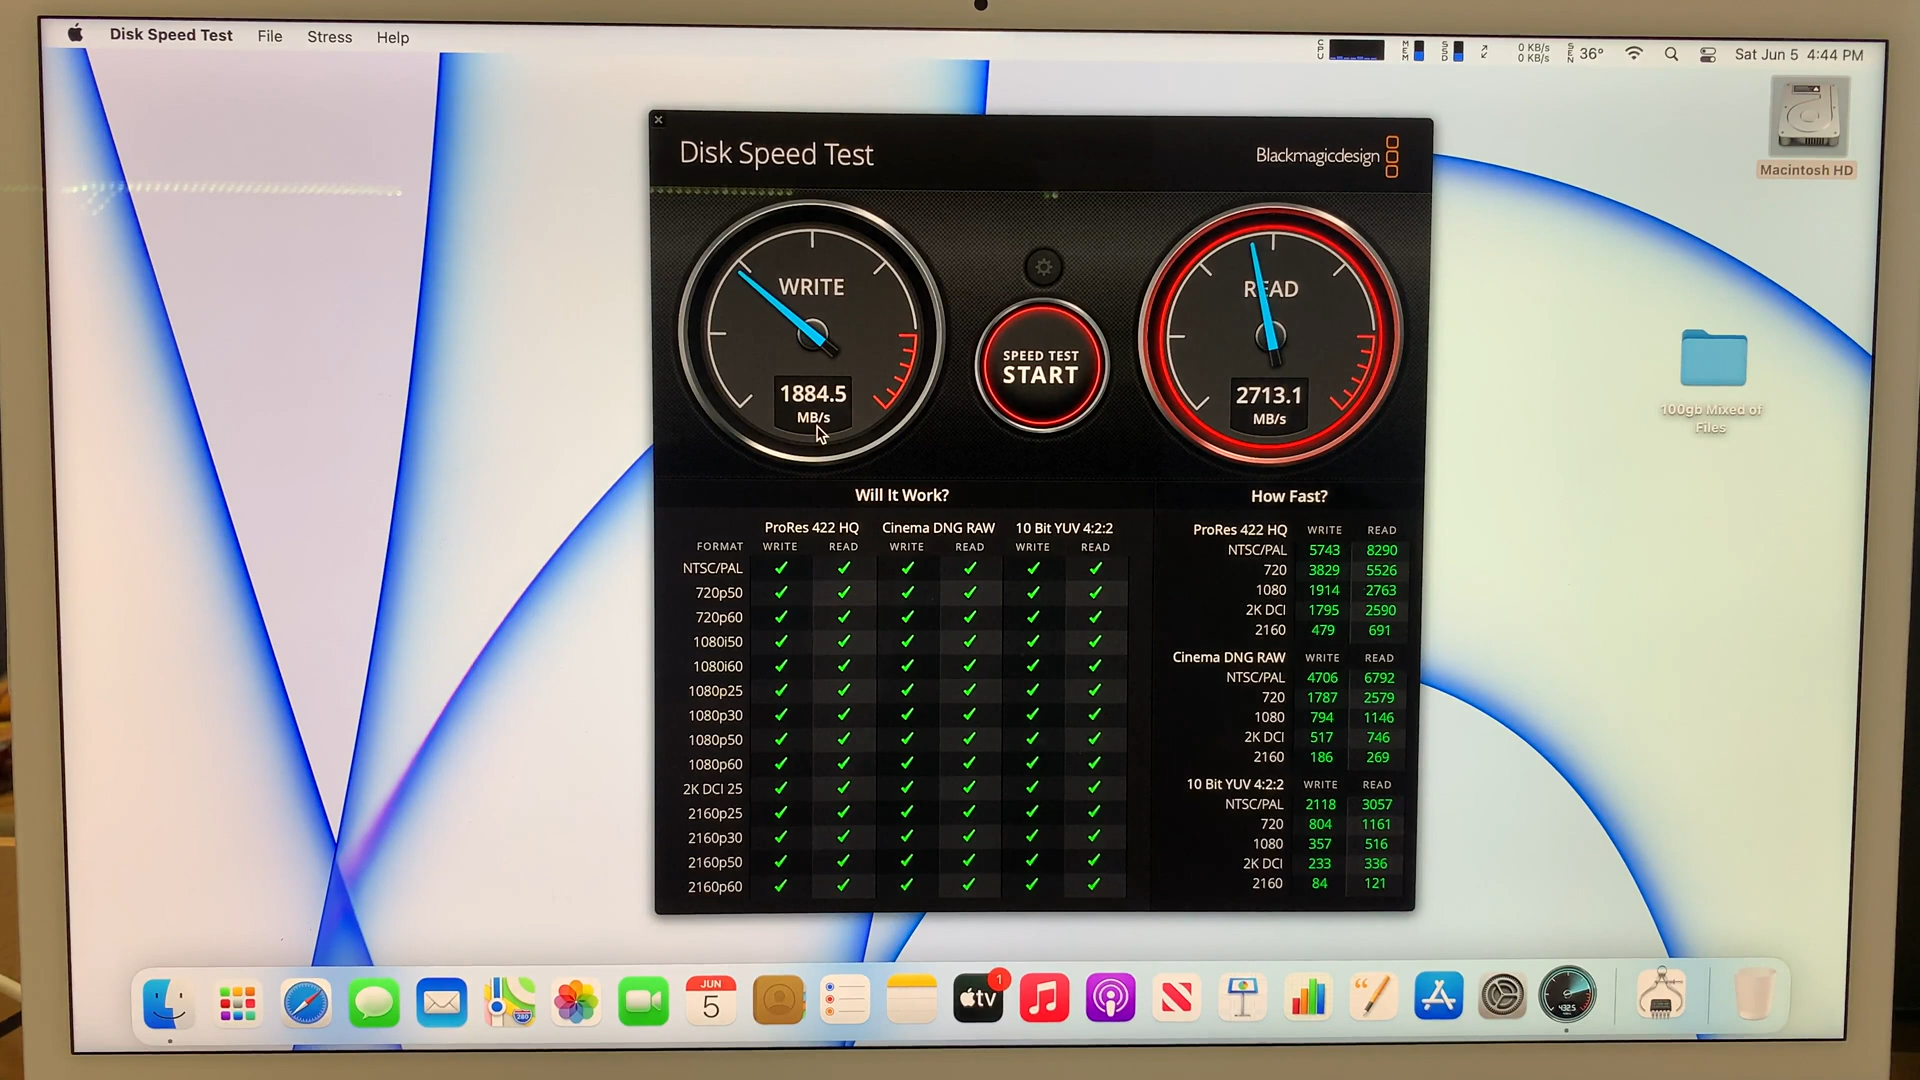 Disk Speed Test File Stress Help
CPU MEM SSD 0 KB/s 0 KB/s SEN 36° Sat Jun 5 4:44 PM
Macintosh HD
100gb Mixed of
Files
Disk Speed Test
Blackmagicdesign
WRITE
1884.5
MB/s
SPEED TEST
START
READ
2713.1
MB/s
Will It Work?
ProRes 422 HQ Cinema DNG RAW 10 Bit YUV 4:2:2
FORMAT WRITE READ WRITE READ WRITE READ
NTSC/PAL ✓ ✓ ✓ ✓ ✓ ✓
720p50 ✓ ✓ ✓ ✓ ✓ ✓
720p60 ✓ ✓ ✓ ✓ ✓ ✓
1080i50 ✓ ✓ ✓ ✓ ✓ ✓
1080i60 ✓ ✓ ✓ ✓ ✓ ✓
1080p25 ✓ ✓ ✓ ✓ ✓ ✓
1080p30 ✓ ✓ ✓ ✓ ✓ ✓
1080p50 ✓ ✓ ✓ ✓ ✓ ✓
1080p60 ✓ ✓ ✓ ✓ ✓ ✓
2K DCI 25 ✓ ✓ ✓ ✓ ✓ ✓
2160p25 ✓ ✓ ✓ ✓ ✓ ✓
2160p30 ✓ ✓ ✓ ✓ ✓ ✓
2160p50 ✓ ✓ ✓ ✓ ✓ ✓
2160p60 ✓ ✓ ✓ ✓ ✓ ✓
How Fast?
ProRes 422 HQ WRITE READ
NTSC/PAL 5743 8290
720 3829 5526
1080 1914 2763
2K DCI 1795 2590
2160 479 691
Cinema DNG RAW WRITE READ
NTSC/PAL 4706 6792
720 1787 2579
1080 794 1146
2K DCI 517 746
2160 186 269
10 Bit YUV 4:2:2 WRITE READ
NTSC/PAL 2118 3057
720 804 1161
1080 357 516
2K DCI 233 336
2160 84 121
280
JUN
5
tv
1